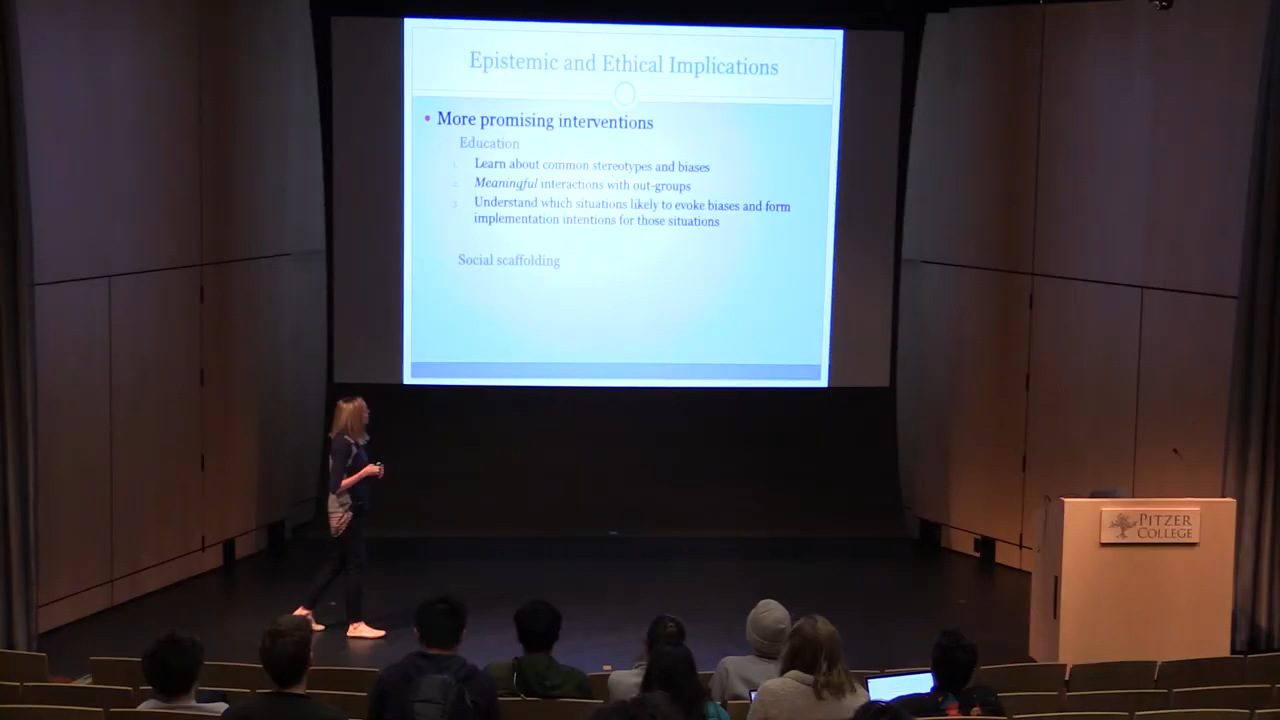 Epistemic and Ethical Implications
• More promising interventions
Education
1. Learn about common stereotypes and biases
2. Meaningful interactions with out-groups
3. Understand which situations likely to evoke biases and form
implementation intentions for those situations
Social scaffolding
PITZER
COLLEGE